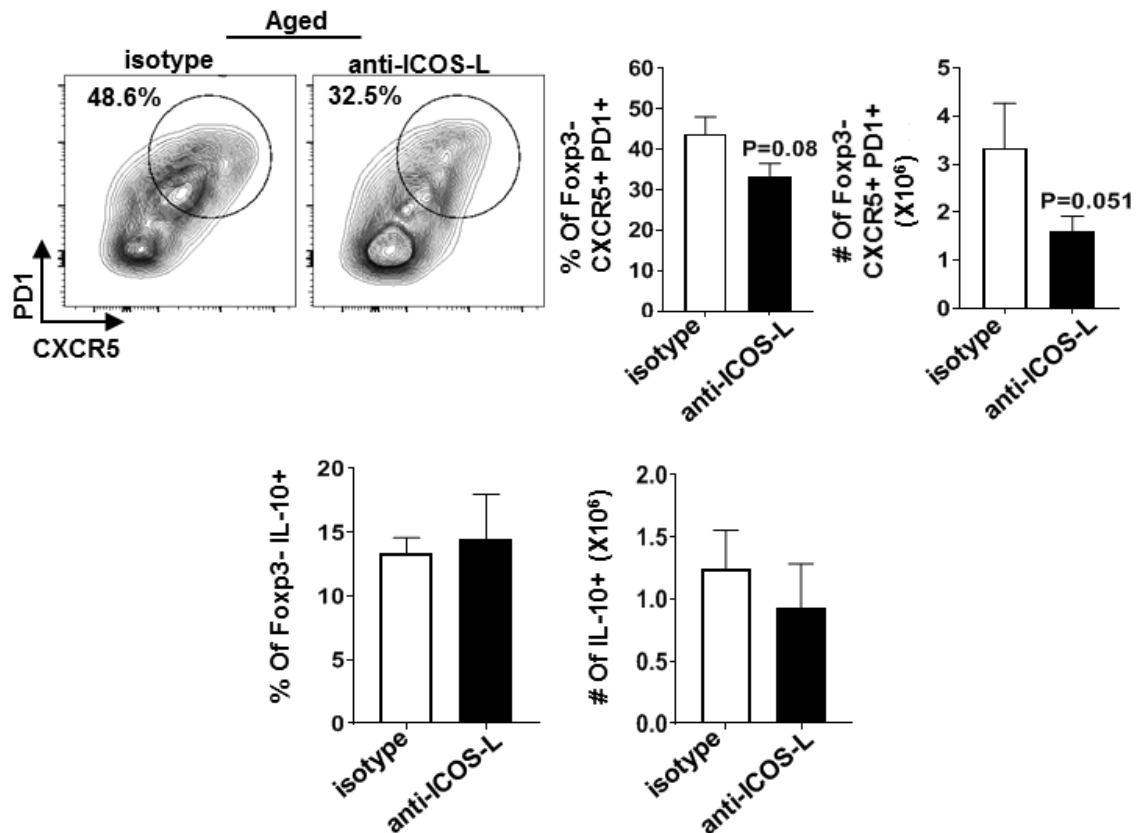 Aged
isotype
anti-ICOS-L
48.6%
32.5%
PD1
CXCR5
% Of Foxp3-
CXCR5+ PD1+
60
50
40
30
20
10
0
P=0.08
isotype
anti-ICOS-L
# Of Foxp3-
CXCR5+ PD1+
(X10⁶)
5
4
3
2
1
0
P=0.051
isotype
anti-ICOS-L
% Of Foxp3- IL-10+
20
15
10
5
0
isotype
anti-ICOS-L
# Of IL-10+ (X10⁶)
2.0
1.5
1.0
0.5
0.0
isotype
anti-ICOS-L